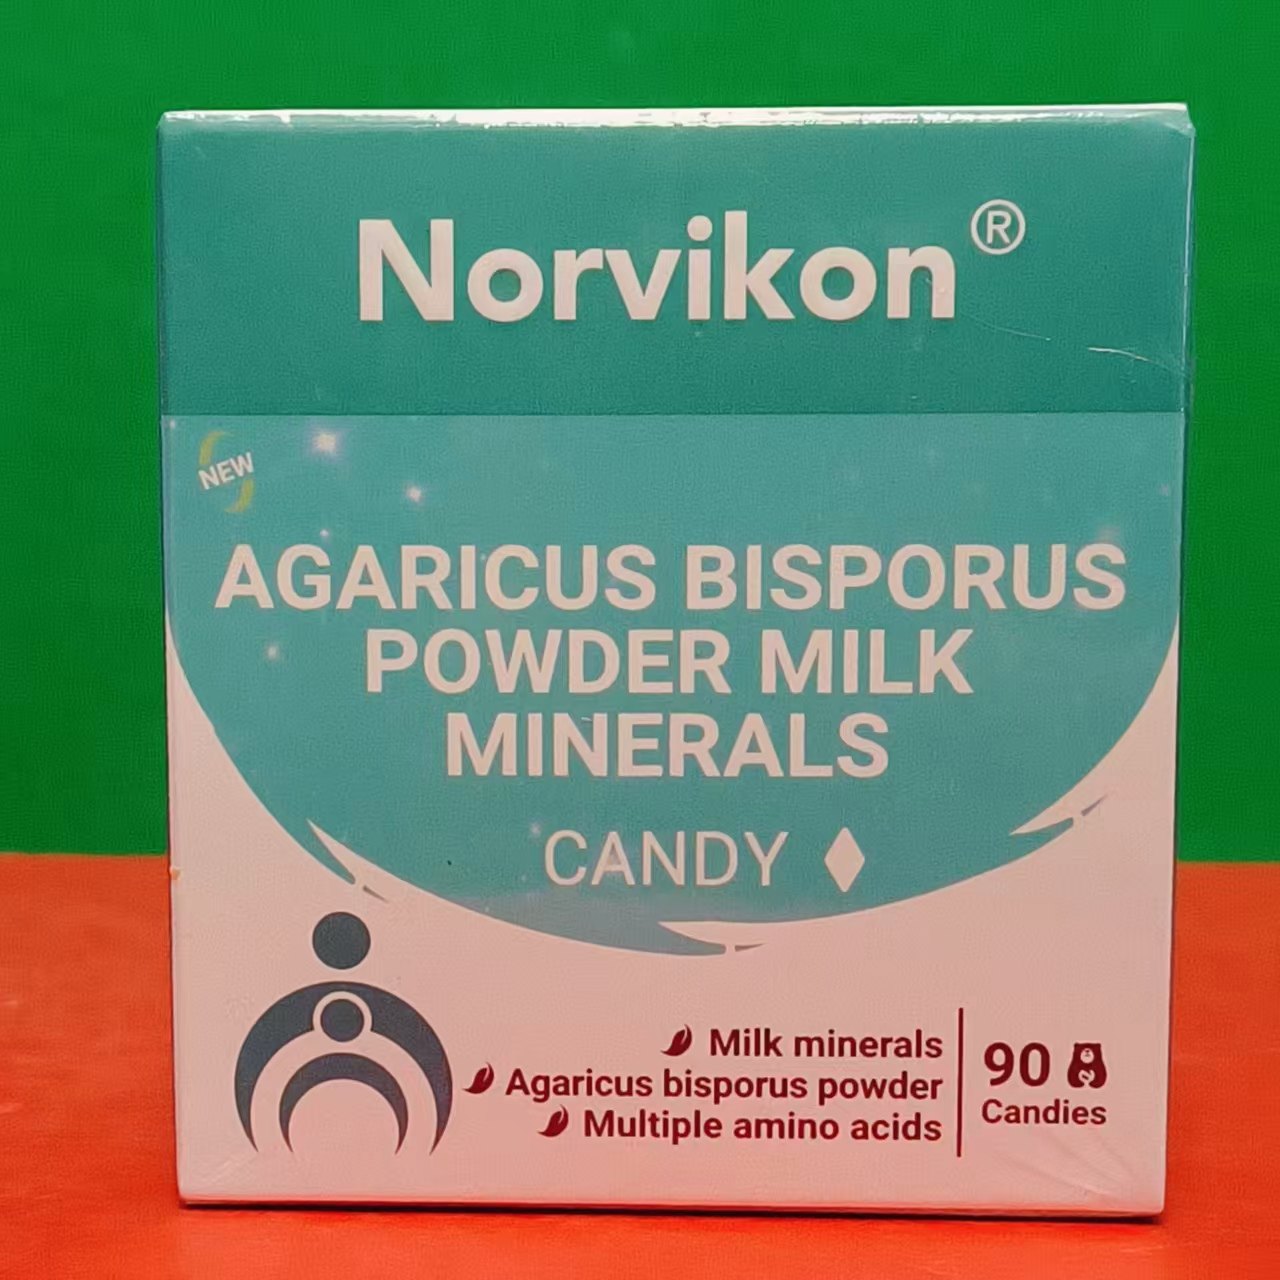 Norvikon®
NEW
AGARICUS BISPORUS
POWDER MILK
MINERALS
CANDY
Milk minerals
Agaricus bisporus powder
Multiple amino acids
90
Candies